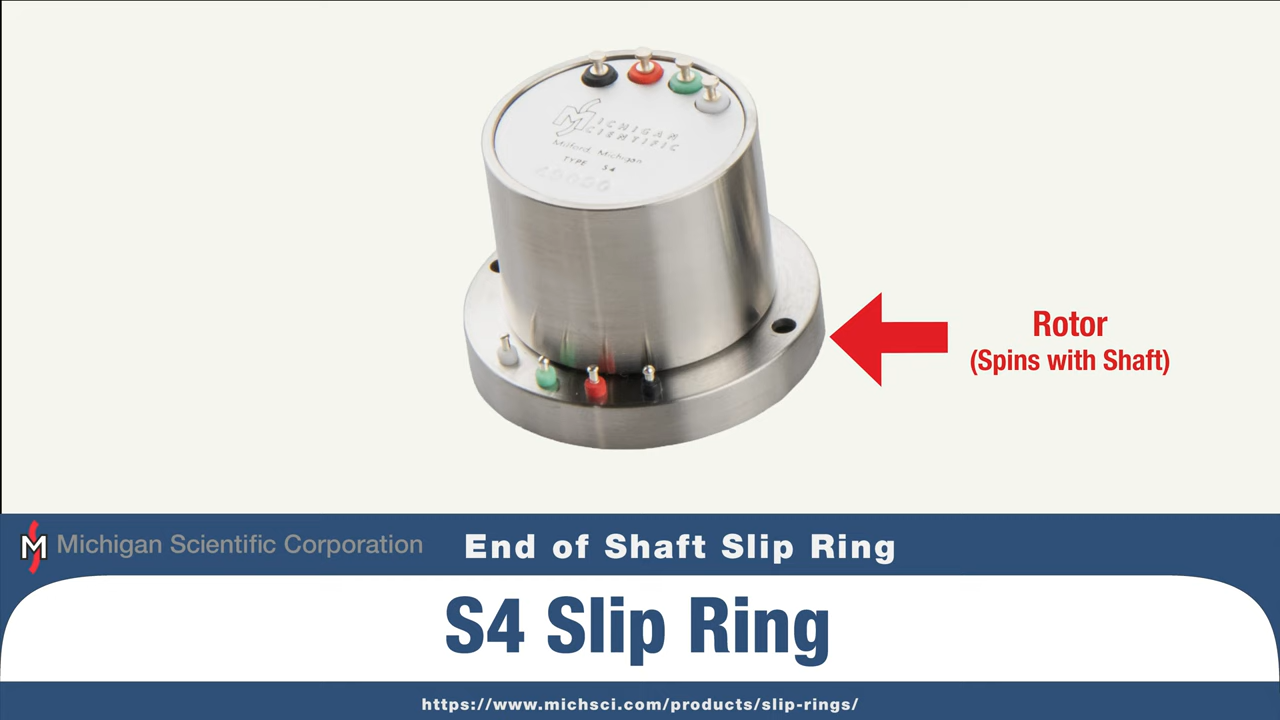 MICHIGAN
SCIENTIFIC
Milford, Michigan
TYPE S4
Rotor
(Spins with Shaft)
M Michigan Scientific Corporation
End of Shaft Slip Ring
S4 Slip Ring
https://www.michsci.com/products/slip-rings/